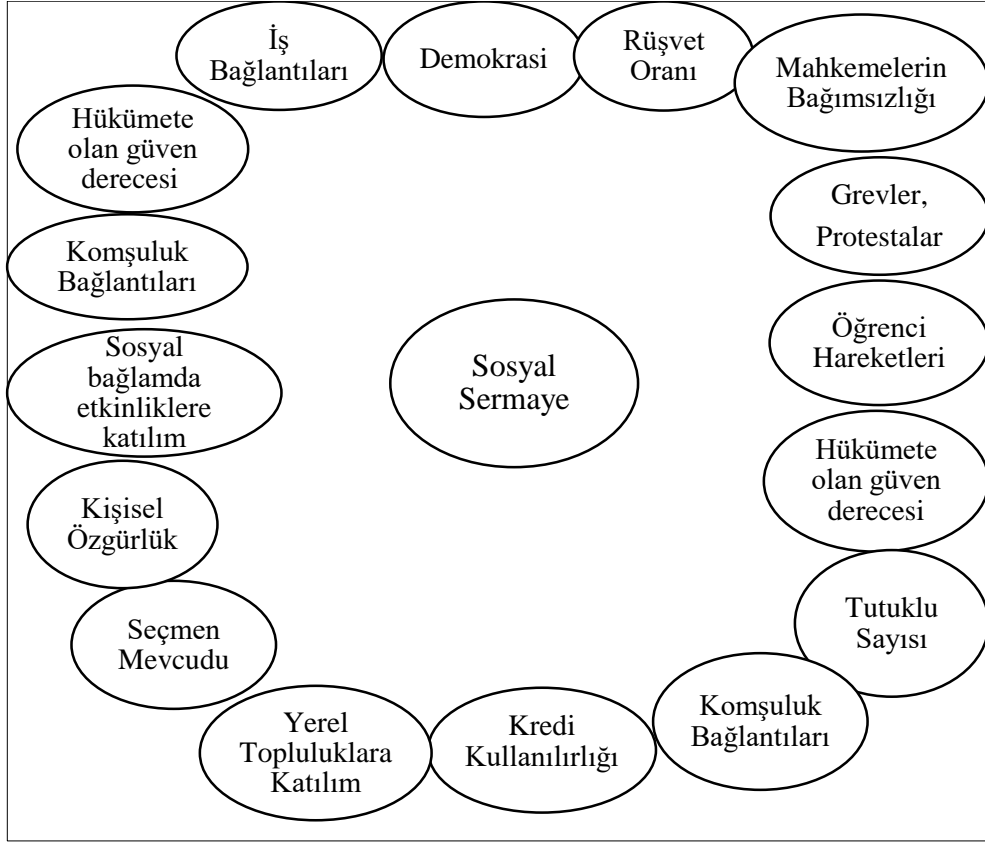 İş
Bağlantıları
Demokrasi
Rüşvet
Oranı
Mahkemelerin
Bağımsızlığı
Hükümete
olan güven
derecesi
Grevler,
Protestalar
Komşuluk
Bağlantıları
Öğrenci
Hareketleri
Sosyal
bağlamda
etkinliklere
katılım
Sosyal
Sermaye
Hükümete
olan güven
derecesi
Kişisel
Özgürlük
Tutuklu
Sayısı
Seçmen
Mevcudu
Komşuluk
Bağlantıları
Yerel
Topluluklara
Katılım
Kredi
Kullanılırlığı